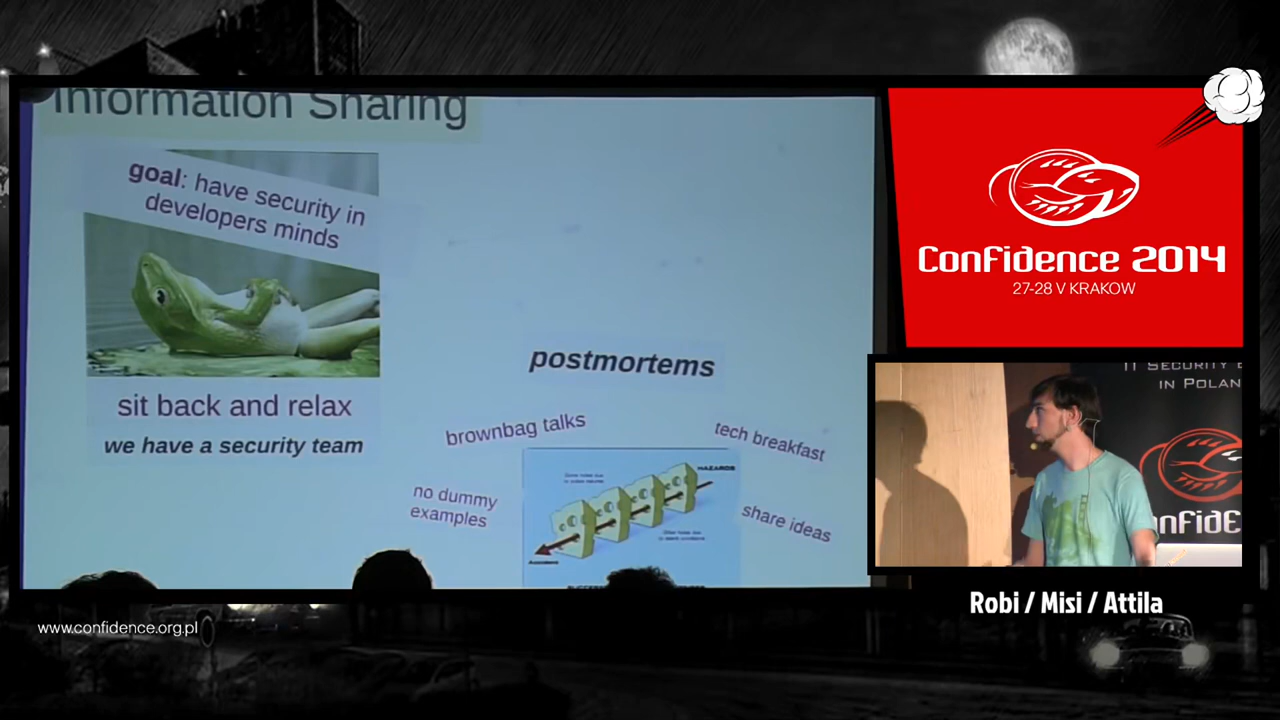 Information Sharing
goal: have security in
developers minds
sit back and relax
we have a security team
postmortems
brownbag talks
tech breakfast
no dummy
examples
share ideas
HAZARDS
Confidence 2014
27-28 V KRAKOW
IT SECURITY
IN POLAN
nfidE
Robi / Misi / Attila
www.confidence.org.pl